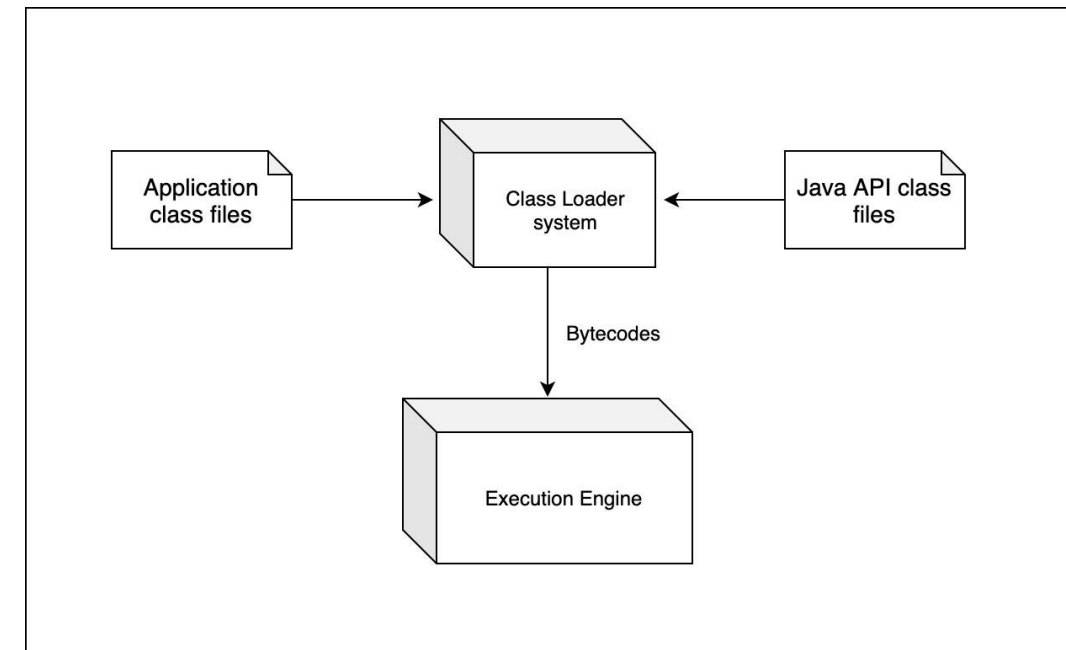 Application
class files
Class Loader
system
Java API class
files
Bytecodes
Execution Engine